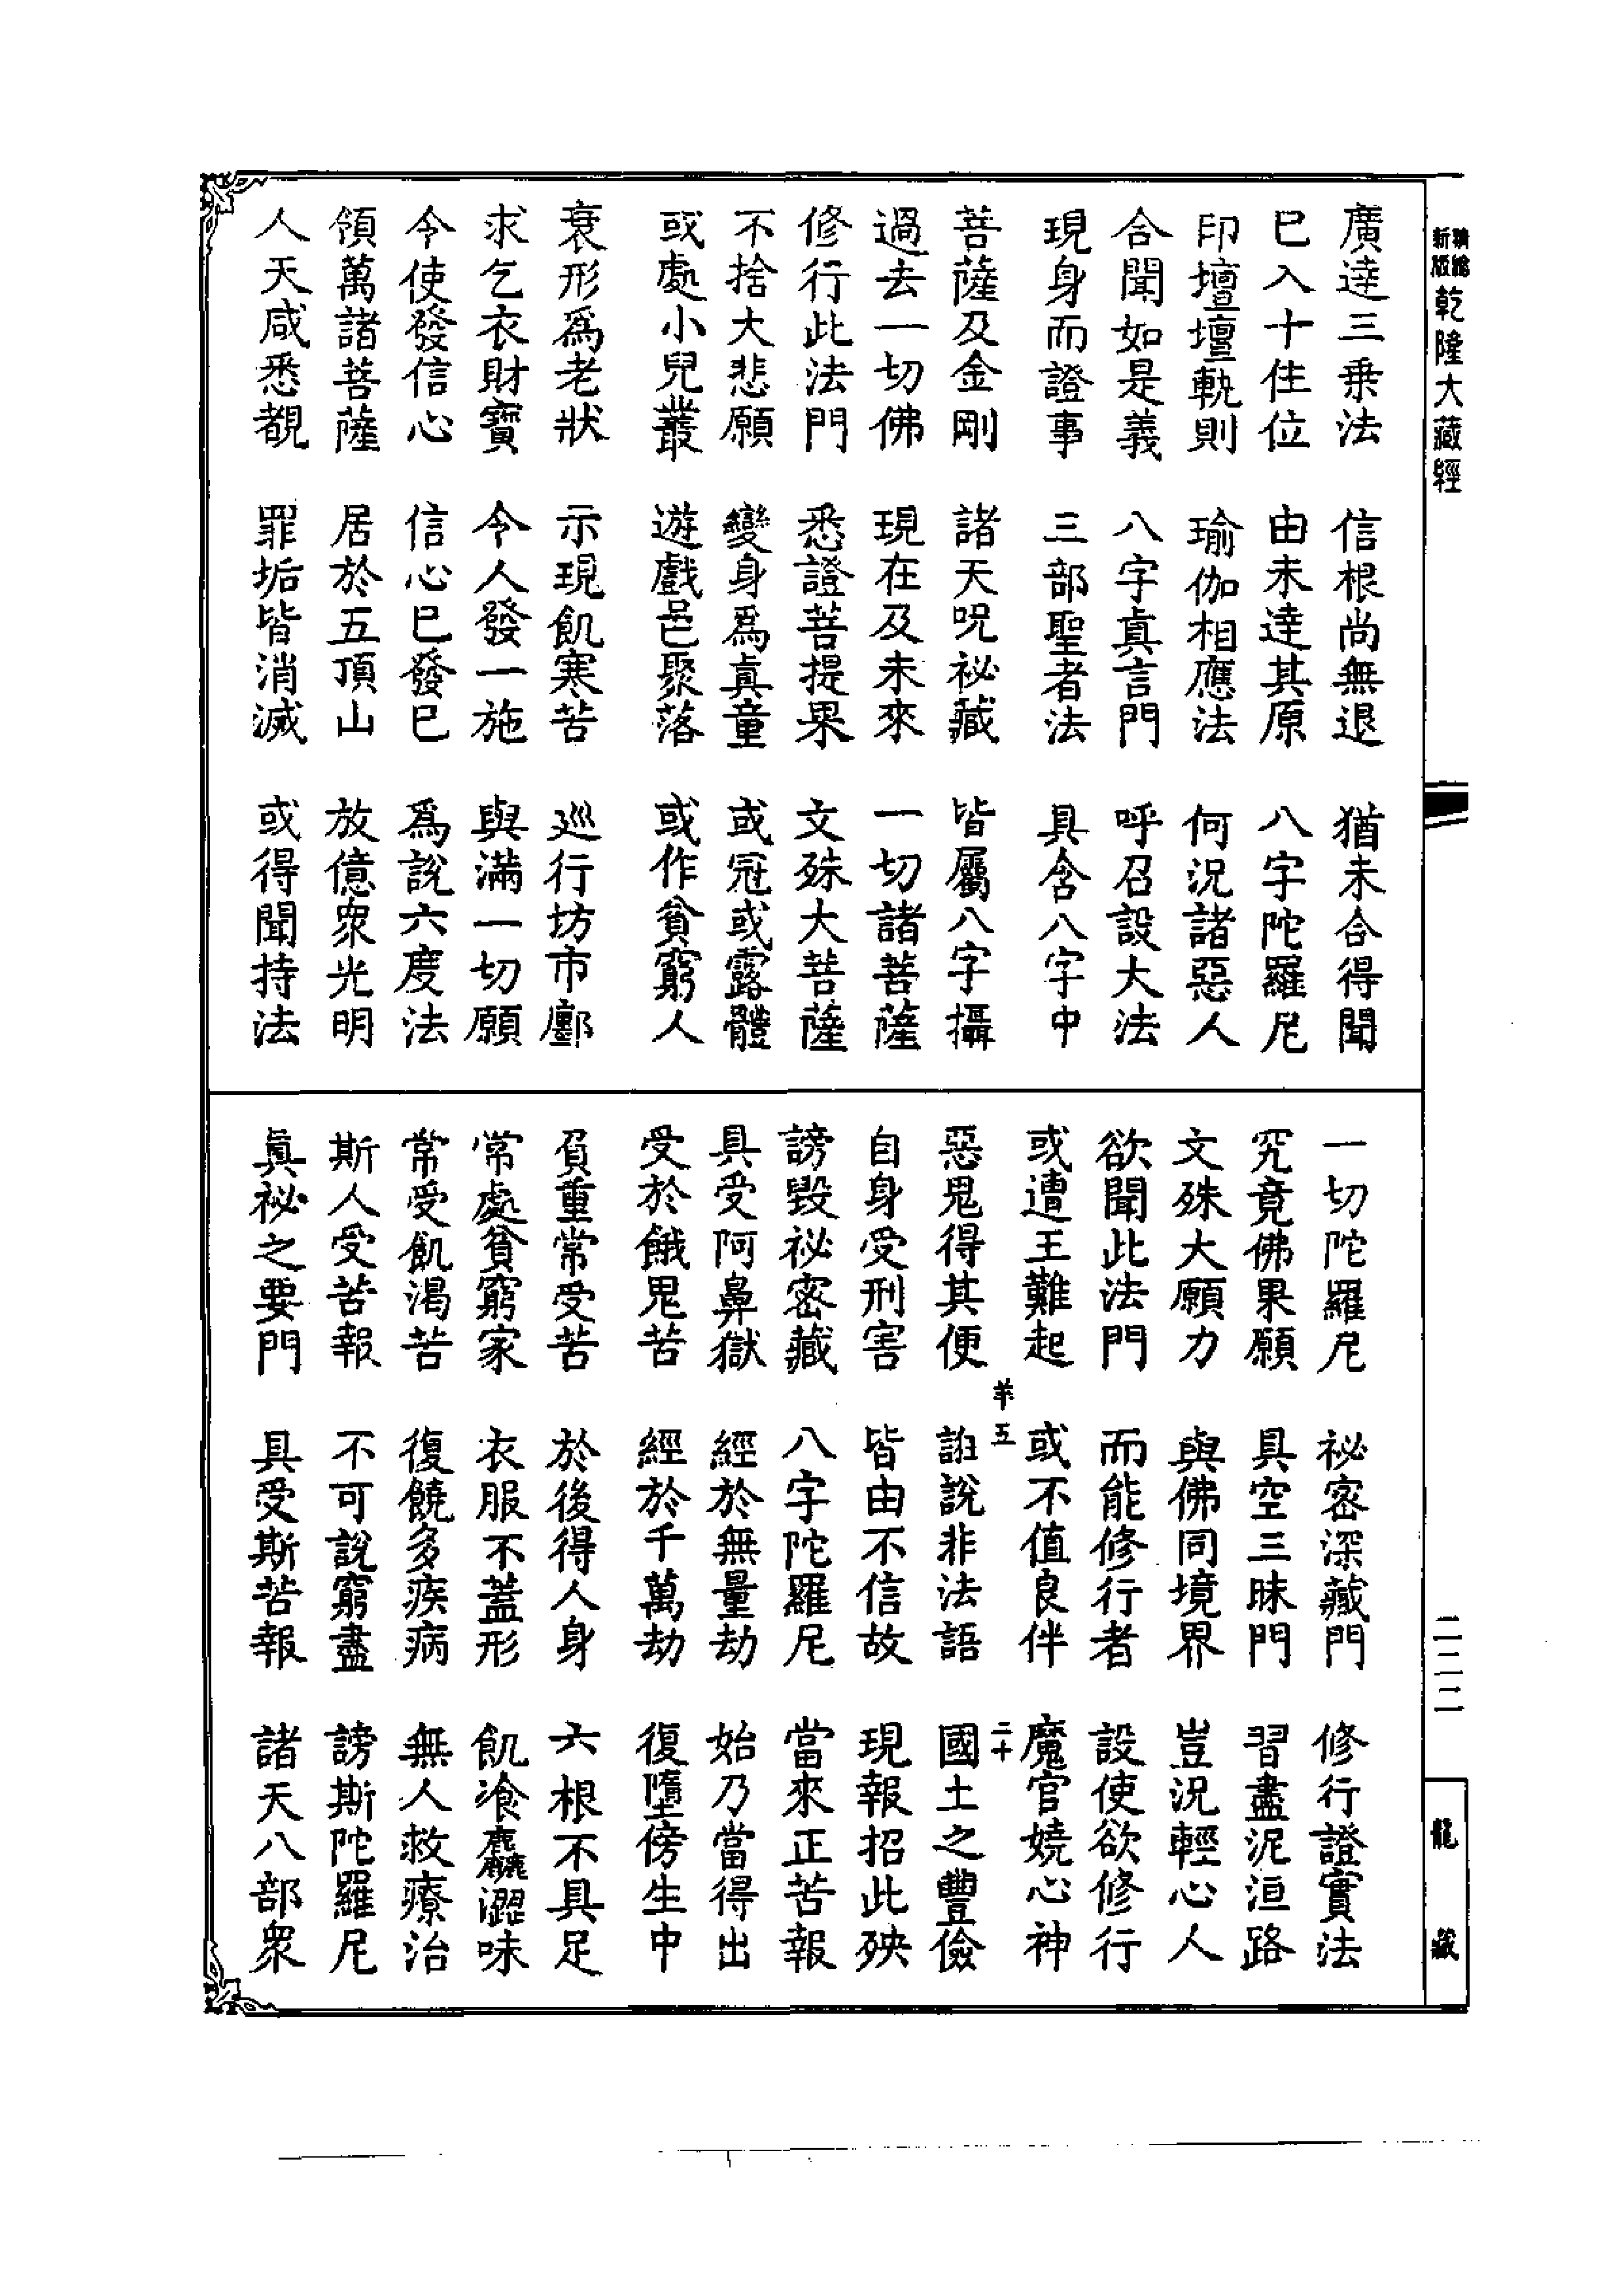 新版精縮乾隆大藏經
二二二
龍藏
廣達三乗法　信根尚無退　猶未合得聞
巳入十住位　由未達其原　八字陀羅尼
印壇壇軌則　瑜伽相應法　何況諸惡人
合聞如是義　八字真言門　呼召設大法
現身而證事　三部聖者法　具含八字中
菩薩及金剛　諸天呪祕藏　皆屬八字攝
過去一切佛　現在及未來　一切諸菩薩
修行此法門　悉證菩提果　文殊大菩薩
不捨大悲願　變身爲眞童　或冠或露體
或處小兒叢　遊戲邑聚落　或作貧窮人
衰形爲老狀　示現飢寒苦　巡行坊市鄽
求乞衣財寶　令人發一施　與滿一切願
令使發信心　信心巳發巳　爲說六度法
領萬諸菩薩　居於五頂山　放億衆光明
人天咸悉覩　罪垢皆消滅　或得聞持法
一切陀羅尼　祕密深藏門　修行證實法
究竟佛果願　具空三昧門　習盡泥洹路
文殊大願力　與佛同境界　豈況輕心人
欲聞此法門　而能修行者　設使欲修行
或遭王難起　或不值良伴　魔官嬈心神
羊五　二十
惡鬼得其便　誑說非法語　國土之豐儉
自身受刑害　皆由不信故　現報招此殃
謗毀祕密藏　八字陀羅尼　當來正苦報
具受阿鼻獄　經於無量劫　始乃當得出
受於餓鬼苦　經於千萬劫　復墮傍生中
負重常受苦　於後得人身　六根不具足
常處貧窮家　衣服不蓋形　飢飡麤澀味
常受飢渴苦　復饒多疾病　無人救療治
斯人受苦報　不可說窮盡　謗斯陀羅尼
眞祕之要門　具受斯苦報　諸天八部衆